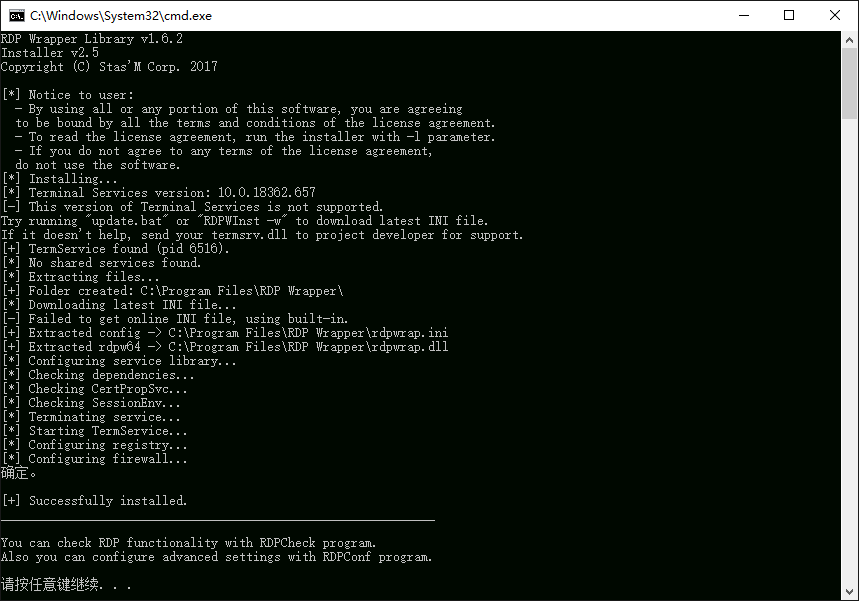 C:\Windows\System32\cmd.exe
RDP Wrapper Library v1.6.2
Installer v2.5
Copyright (C) Stas'M Corp. 2017
[*] Notice to user:
- By using all or any portion of this software, you are agreeing
to be bound by all the terms and conditions of the license agreement.
- To read the license agreement, run the installer with -l parameter.
- If you do not agree to any terms of the license agreement,
do not use the software.
[*] Installing...
[*] Terminal Services version: 10.0.18362.657
[-] This version of Terminal Services is not supported.
Try running "update.bat" or "RDPWInst -w" to download latest INI file.
If it doesn't help, send your termsrv.dll to project developer for support.
[+] TermService found (pid 6516).
[*] No shared services found.
[*] Extracting files...
[+] Folder created: C:\Program Files\RDP Wrapper\
[*] Downloading latest INI file...
[-] Failed to get online INI file, using built-in.
[+] Extracted config -> C:\Program Files\RDP Wrapper\rdpwrap.ini
[+] Extracted rdpw64 -> C:\Program Files\RDP Wrapper\rdpwrap.dll
[*] Configuring service library...
[*] Checking dependencies...
[*] Checking CertPropSvc...
[*] Checking SessionEnv...
[*] Terminating service...
[*] Starting TermService...
[*] Configuring registry...
[*] Configuring firewall...
确定。
[+] Successfully installed.
______________________________________________________________
You can check RDP functionality with RDPCheck program.
Also you can configure advanced settings with RDPConf program.
请按任意键继续. . .